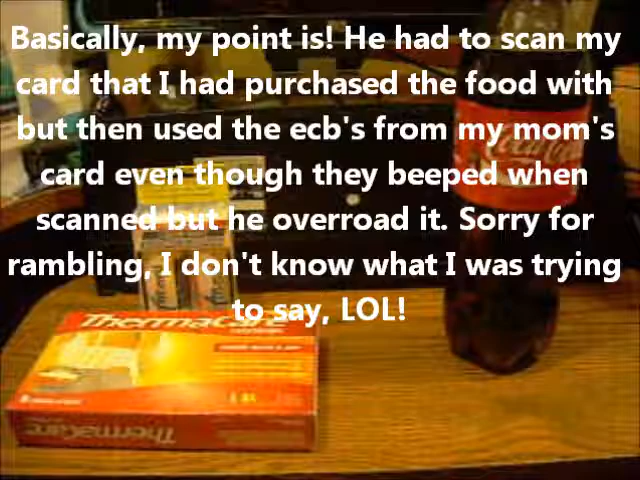 Basically, my point is! He had to scan my
card that I had purchased the food with
but then used the ecb's from my mom's
card even though they beeped when
scanned but he overroad it. Sorry for
rambling, I don't know what I was trying
to say, LOL!
ThermaCare
ThermaCare
Coca-Cola